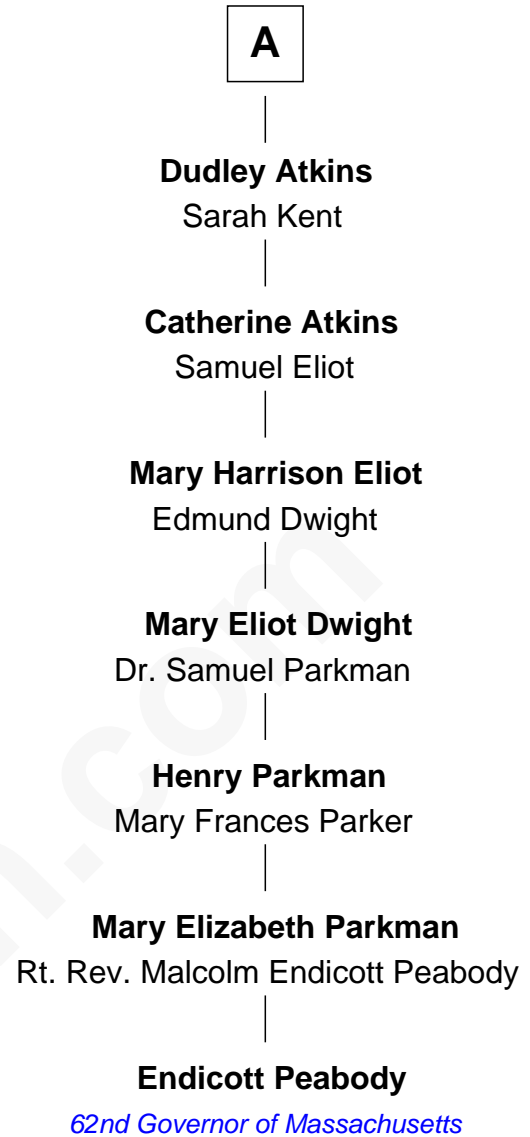 A
Dudley Atkins
Sarah Kent
Catherine Atkins
Samuel Eliot
Mary Harrison Eliot
Edmund Dwight
Mary Eliot Dwight
Dr. Samuel Parkman
Henry Parkman
Mary Frances Parker
Mary Elizabeth Parkman
Rt. Rev. Malcolm Endicott Peabody
Endicott Peabody
62nd Governor of Massachusetts